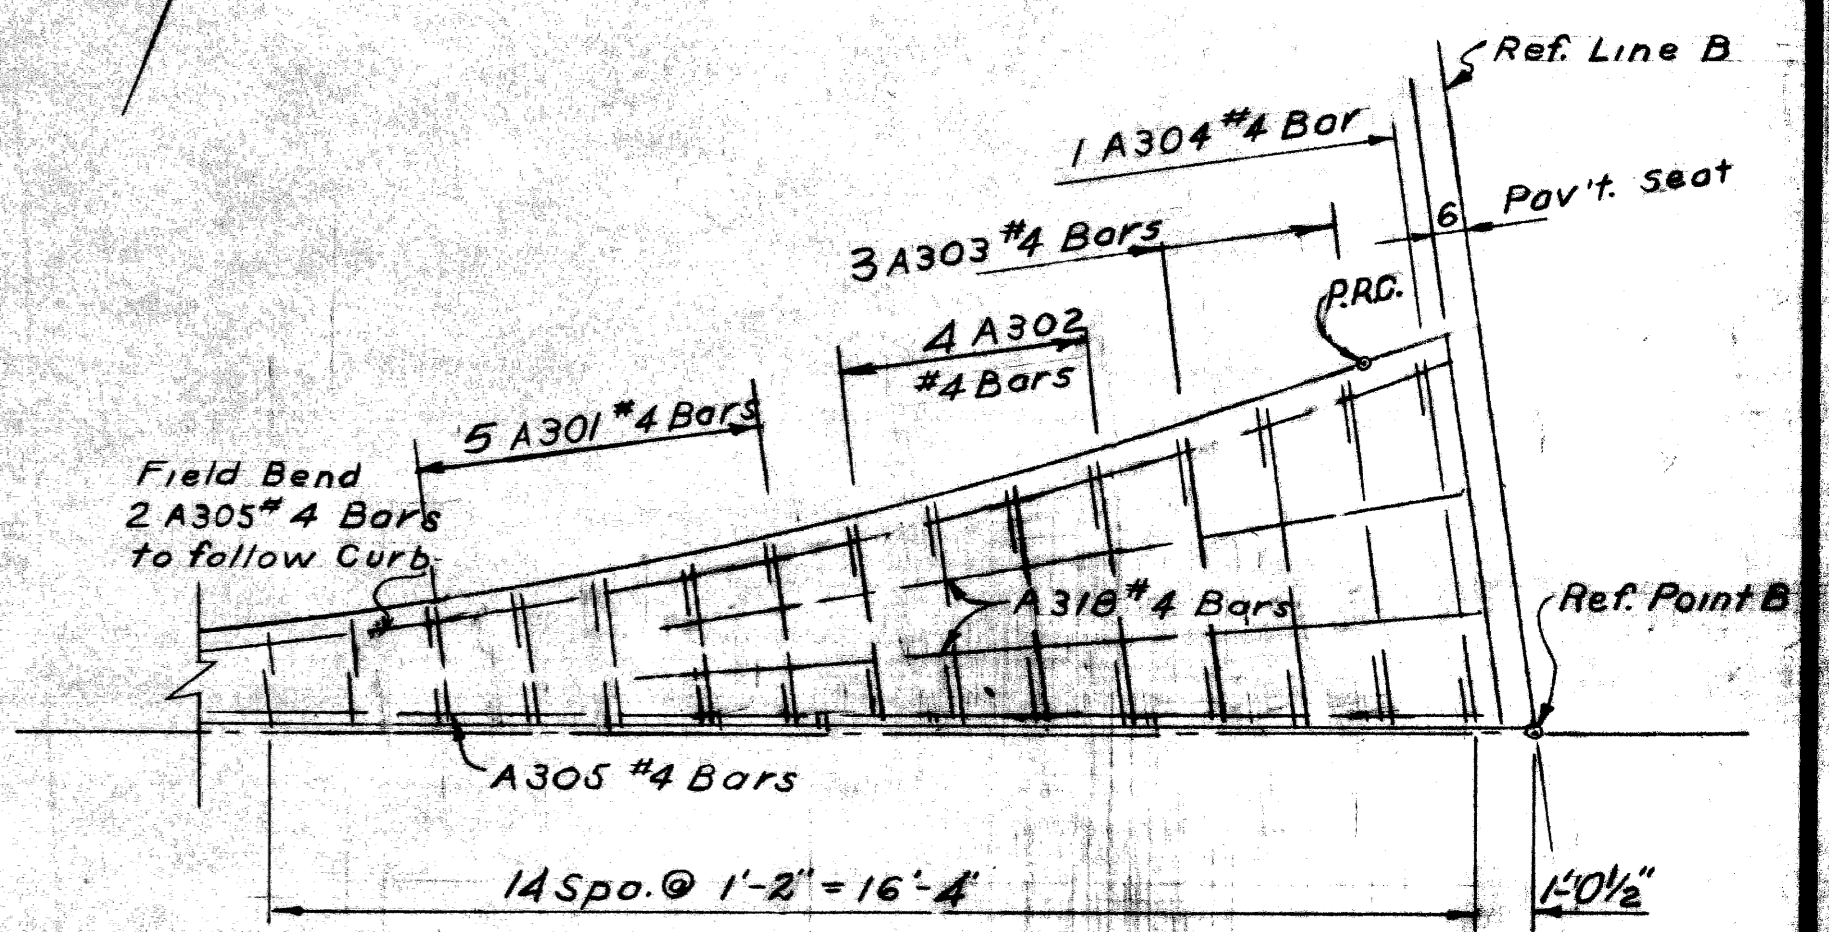 Ref. Line B
1 A304 #4 Bar
Pav't. Seat
6
3 A303 #4 Bars
P.R.C.
4 A302
#4 Bars
5 A301 #4 Bars
Field Bend
2 A305 #4 Bars
to follow Curb
A318 #4 Bars
Ref. Point B
A305 #4 Bars
14 Spa. @ 1'-2" = 16'-4"
1'-0½"